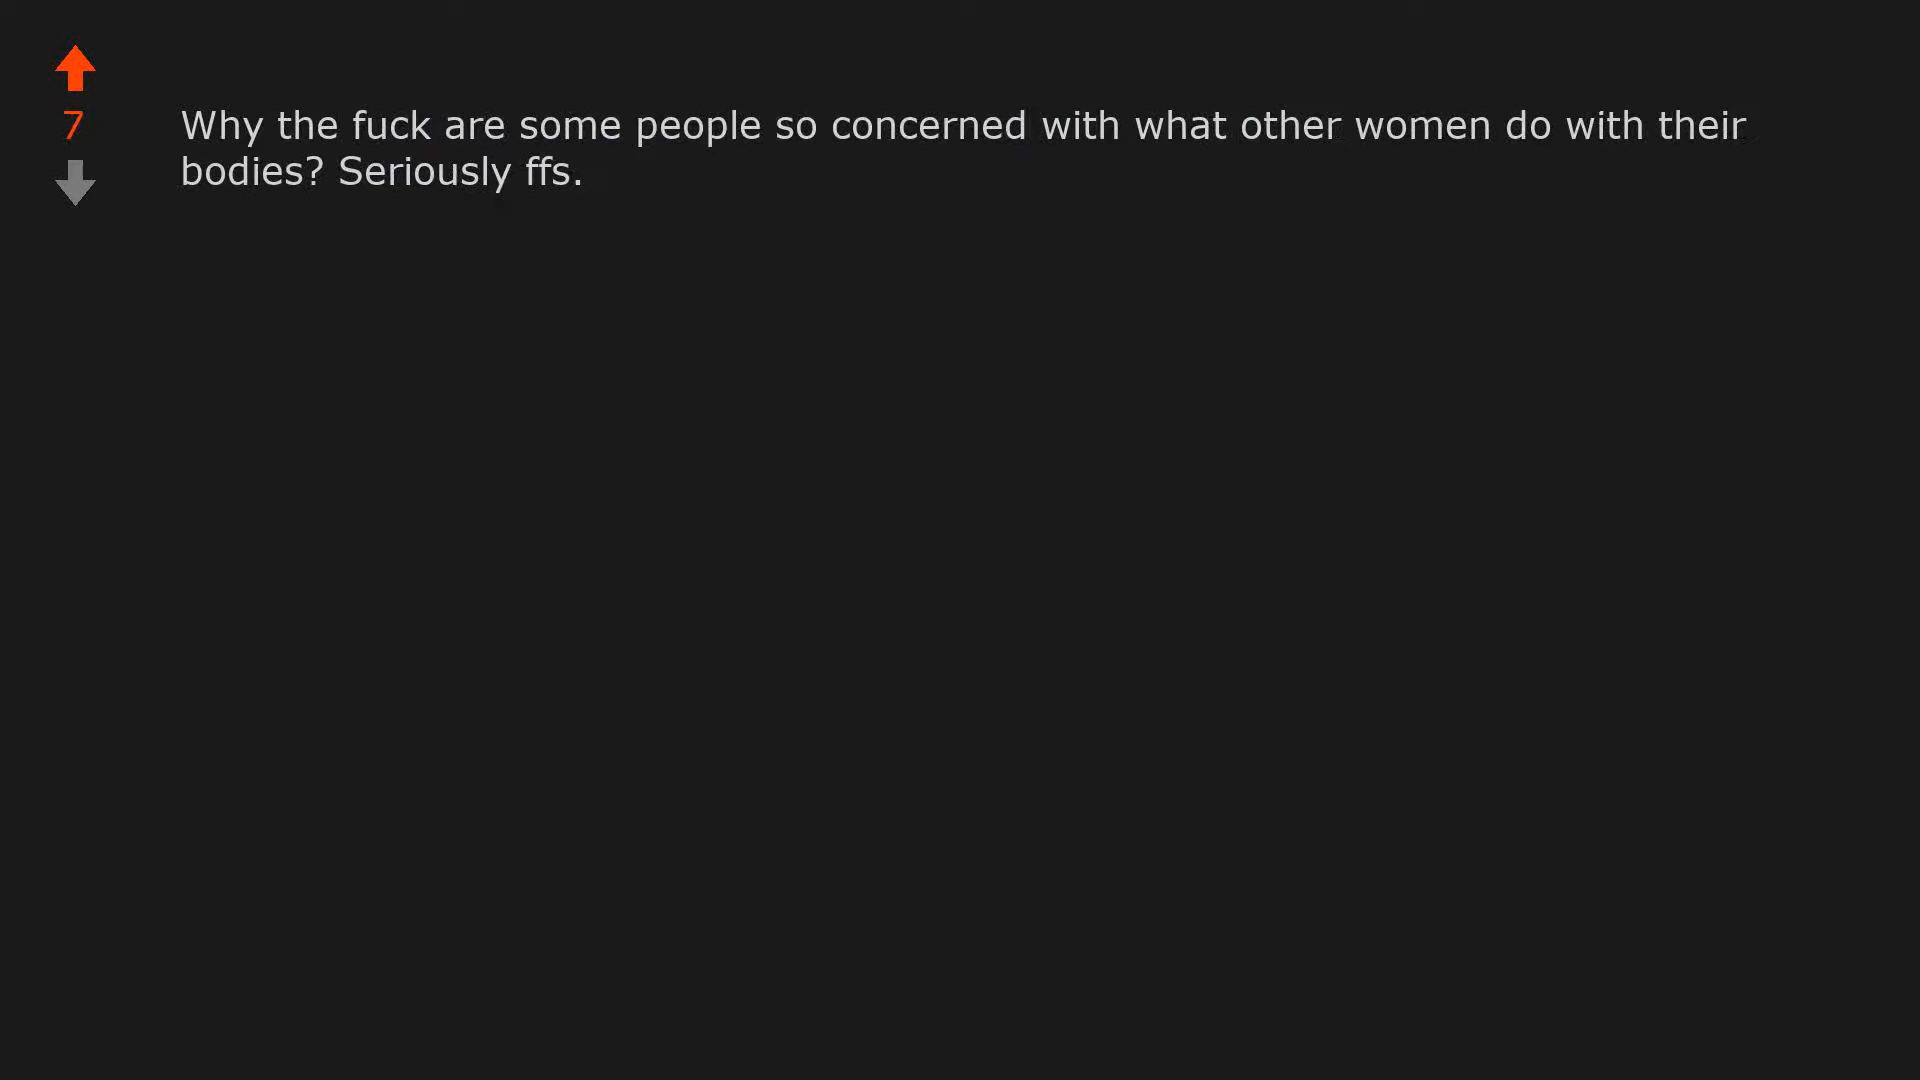 7
Why the fuck are some people so concerned with what other women do with their
bodies? Seriously ffs.